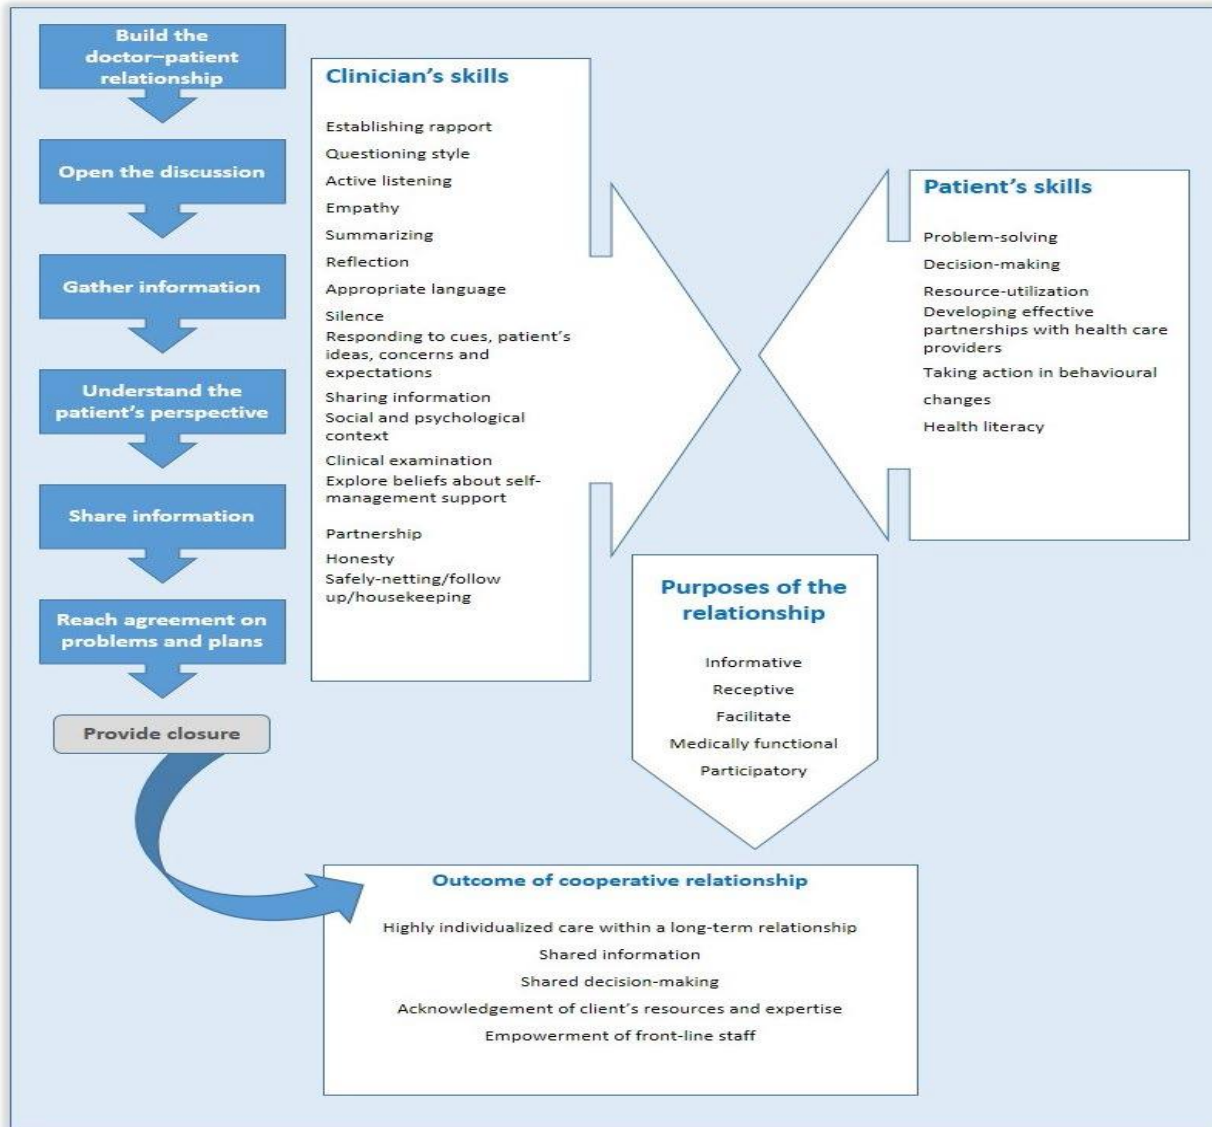 Build the
doctor–patient
relationship
Open the discussion
Gather information
Understand the
patient's perspective
Share information
Reach agreement on
problems and plans
Provide closure
Clinician's skills
Establishing rapport
Questioning style
Active listening
Empathy
Summarizing
Reflection
Appropriate language
Silence
Responding to cues, patient's
ideas, concerns and
expectations
Sharing information
Social and psychological
context
Clinical examination
Explore beliefs about self-
management support
Partnership
Honesty
Safely-netting/follow
up/housekeeping
Patient's skills
Problem-solving
Decision-making
Resource-utilization
Developing effective
partnerships with health care
providers
Taking action in behavioural
changes
Health literacy
Purposes of the
relationship
Informative
Receptive
Facilitate
Medically functional
Participatory
Outcome of cooperative relationship
Highly individualized care within a long-term relationship
Shared information
Shared decision-making
Acknowledgement of client's resources and expertise
Empowerment of front-line staff